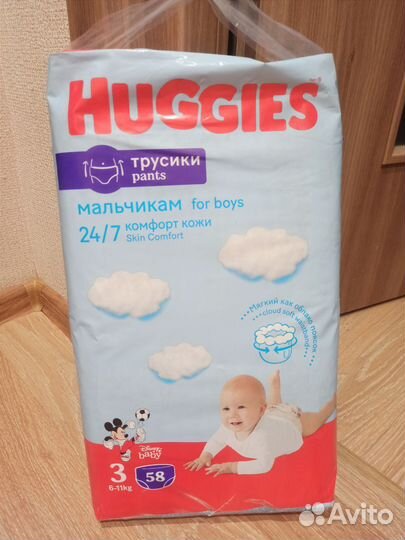 HUGGIES
трусики
pants
мальчикам for boys
24/7 комфорт кожи
Skin Comfort
Мягкий как облако поясок
cloud soft waistband
Disney baby
3
6-11kg
58
Avito